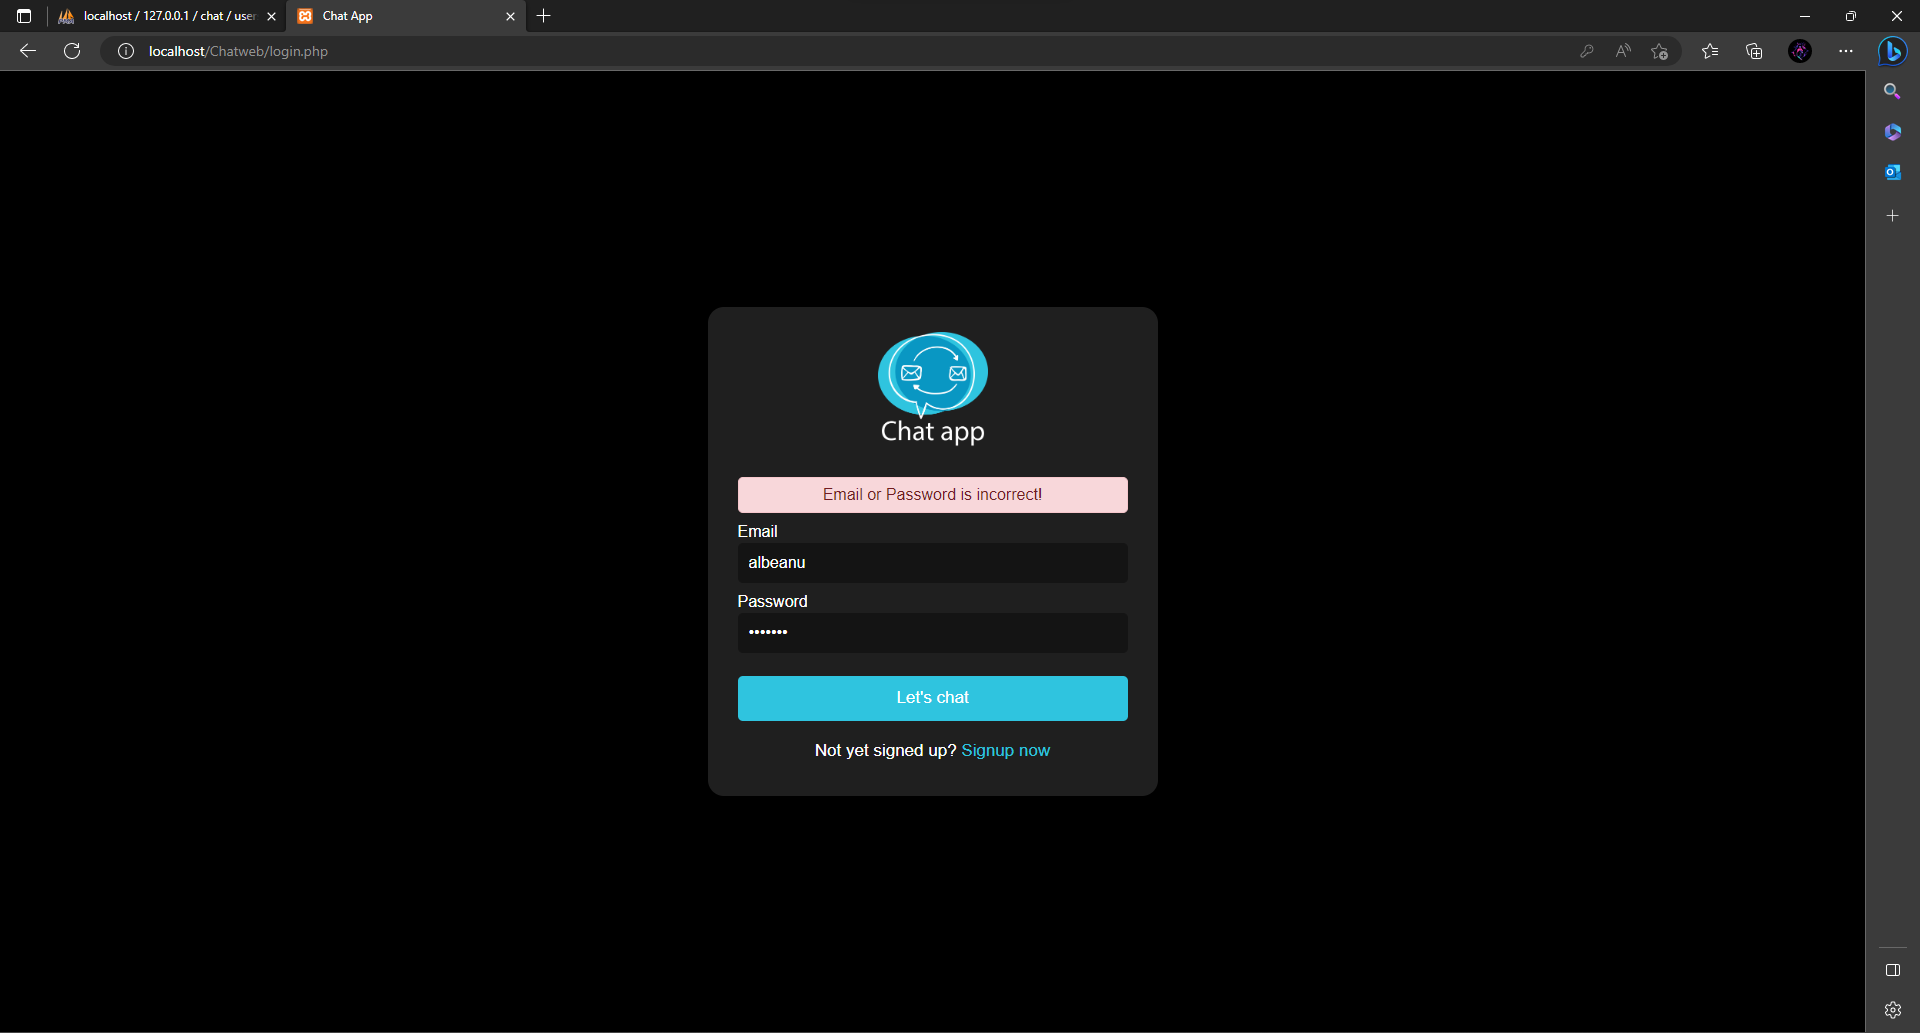 localhost / 127.0.0.1 / chat / user
Chat App
localhost/Chatweb/login.php
Chat app
Email or Password is incorrect!
Email
albeanu
Password
•••••••
Let's chat
Not yet signed up? Signup now